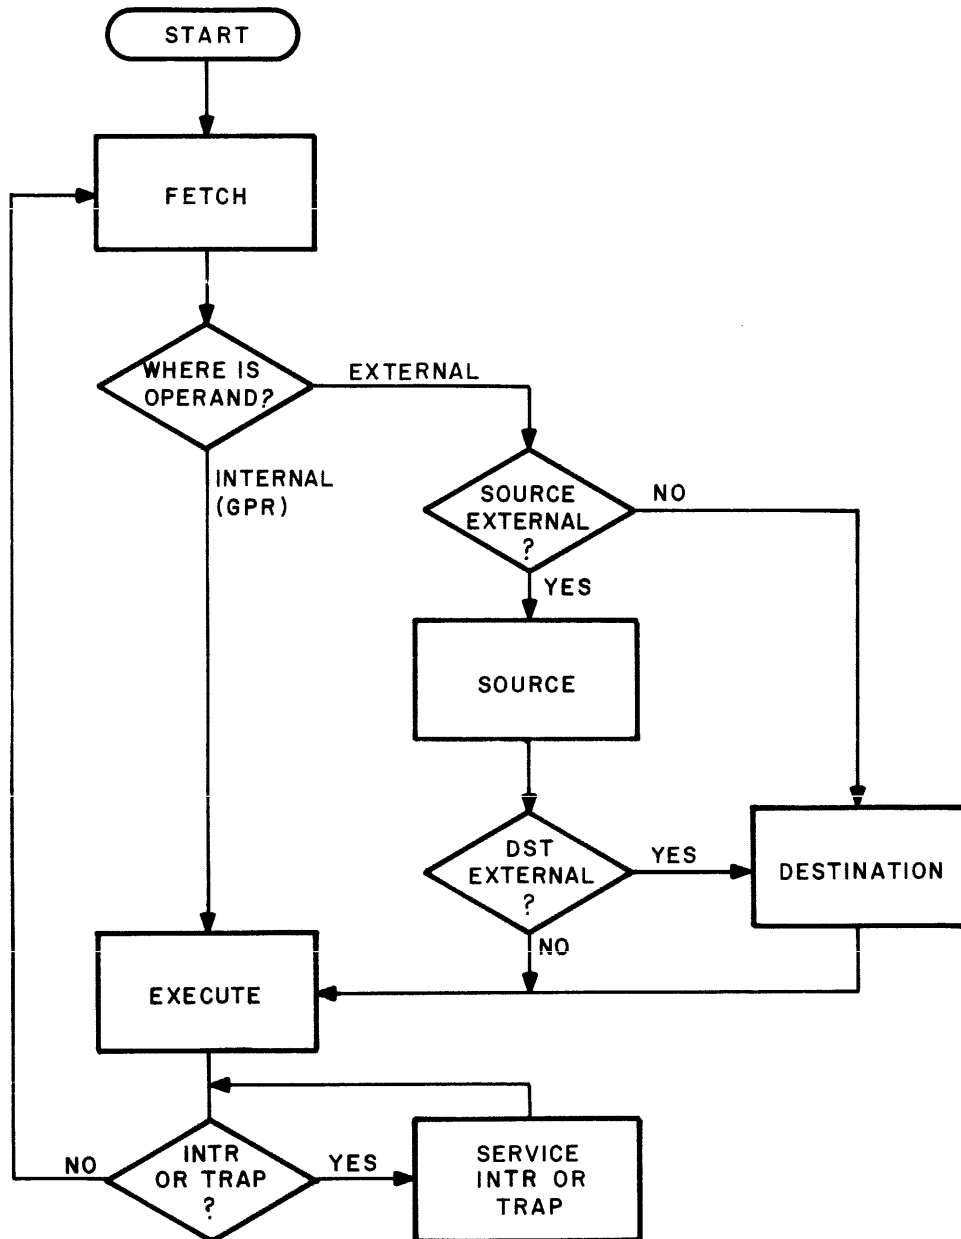 START
FETCH
WHERE IS
OPERAND?
EXTERNAL
INTERNAL
(GPR)
SOURCE
EXTERNAL
?
NO
YES
SOURCE
DST
EXTERNAL
?
YES
DESTINATION
NO
EXECUTE
INTR
OR TRAP
?
NO
YES
SERVICE
INTR OR
TRAP